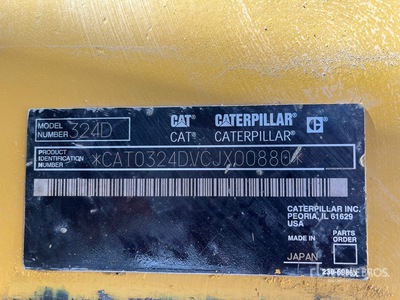 MODEL NUMBER 324D
CAT CATERPILLAR
CAT® CATERPILLAR®
PRODUCT IDENTIFICATION NUMBER *CAT0324DVCJX00880*
CATERPILLAR INC.
PEORIA, IL 61629
USA
MADE IN
PARTS ORDER
JAPAN